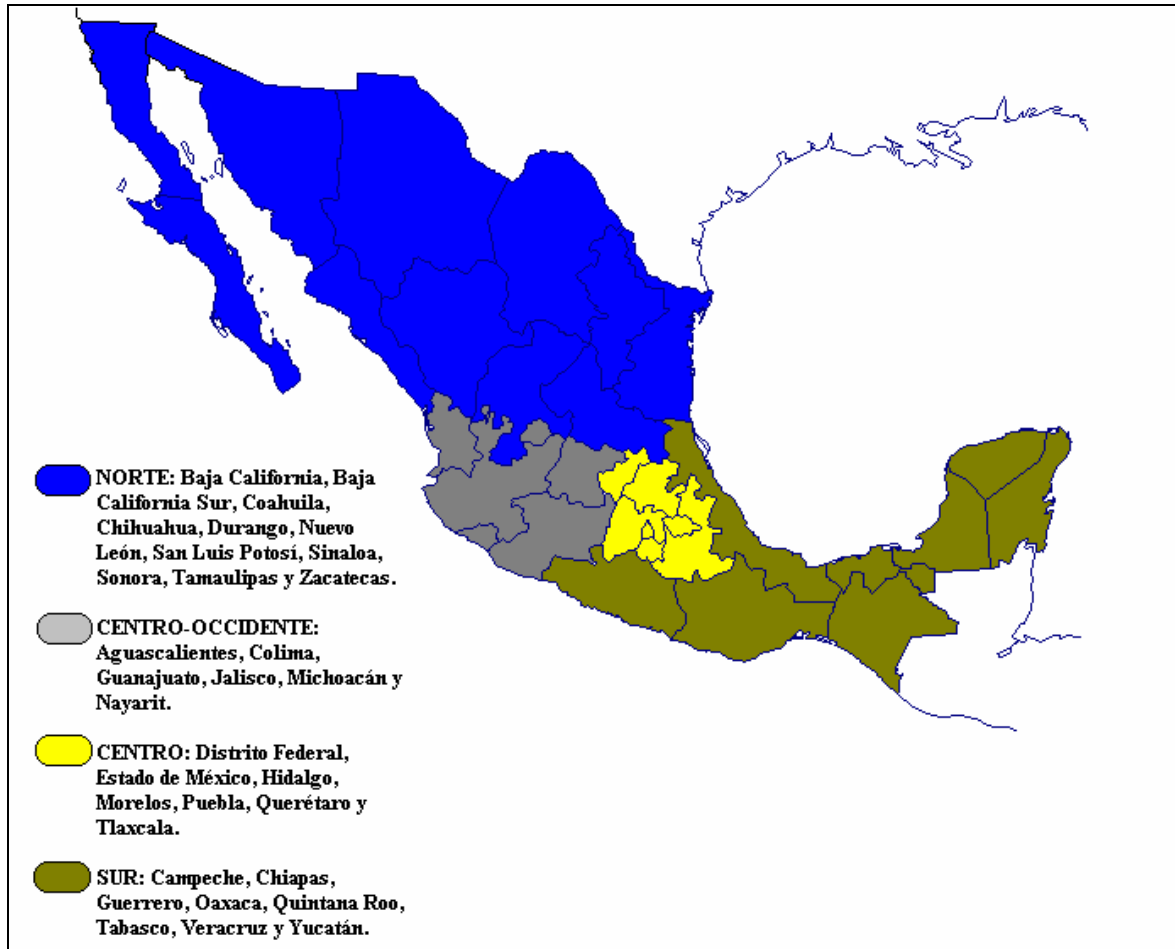 NORTE: Baja California, Baja
California Sur, Coahuila,
Chihuahua, Durango, Nuevo
León, San Luis Potosí, Sinaloa,
Sonora, Tamaulipas y Zacatecas.
CENTRO-OCCIDENTE:
Aguascalientes, Colima,
Guanajuato, Jalisco, Michoacán y
Nayarit.
CENTRO: Distrito Federal,
Estado de México, Hidalgo,
Morelos, Puebla, Querétaro y
Tlaxcala.
SUR: Campeche, Chiapas,
Guerrero, Oaxaca, Quintana Roo,
Tabasco, Veracruz y Yucatán.